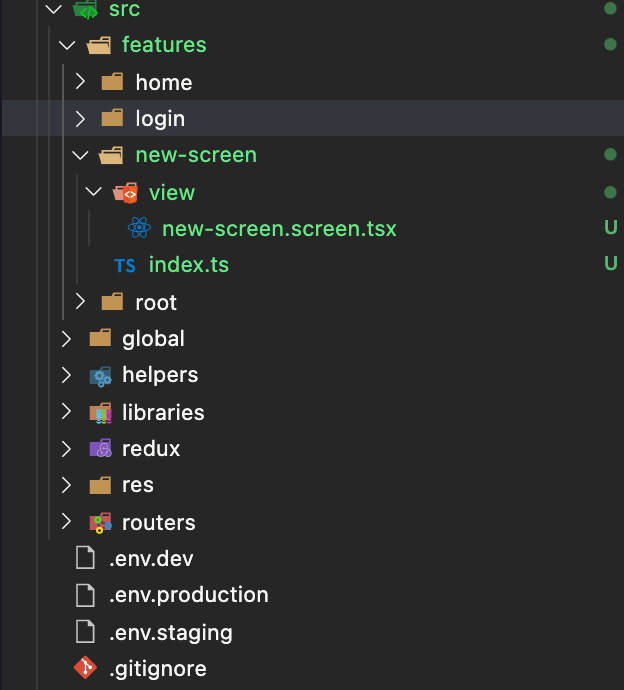 src
features
home
login
new-screen
view
new-screen.screen.tsx U
TS index.ts U
root
global
helpers
libraries
redux
res
routers
.env.dev
.env.production
.env.staging
.gitignore